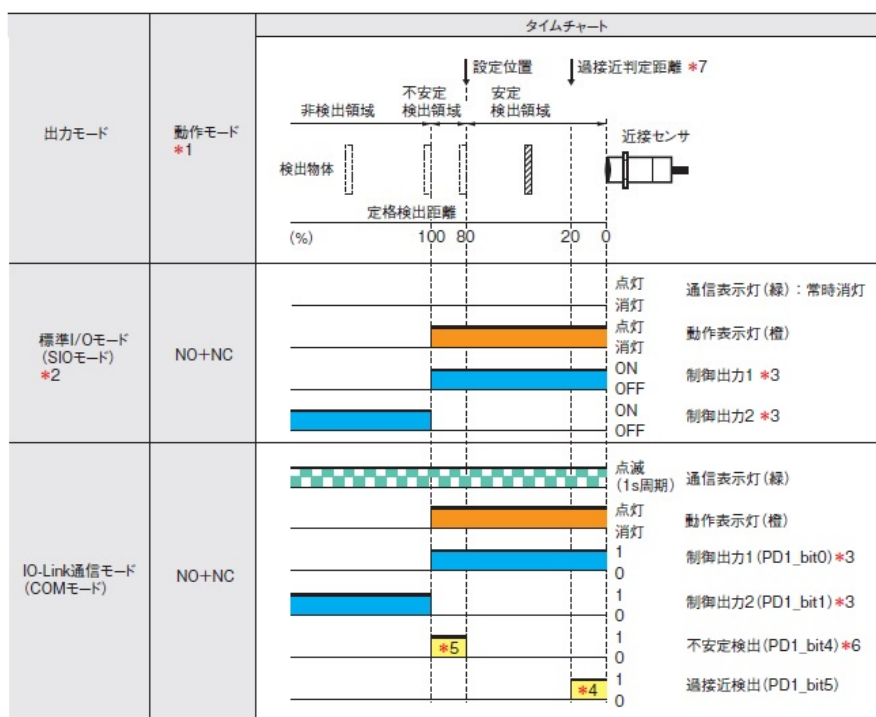 タイムチャート
出力モード
動作モード
*1
設定位置
過接近判定距離 *7
非検出領域
不安定
検出領域
安定
検出領域
近接センサ
検出物体
定格検出距離
(%)
100 80
20 0
標準I/Oモード
(SIOモード)
*2
NO+NC
点灯
消灯
通信表示灯(緑):常時消灯
点灯
消灯
動作表示灯(橙)
ON
OFF
制御出力1 *3
ON
OFF
制御出力2 *3
IO-Link通信モード
(COMモード)
NO+NC
点滅
(1s周期)
通信表示灯(緑)
点灯
消灯
動作表示灯(橙)
1
0
制御出力1(PD1_bit0)*3
1
0
制御出力2(PD1_bit1)*3
*5
1
0
不安定検出(PD1_bit4)*6
*4
1
0
過接近検出(PD1_bit5)